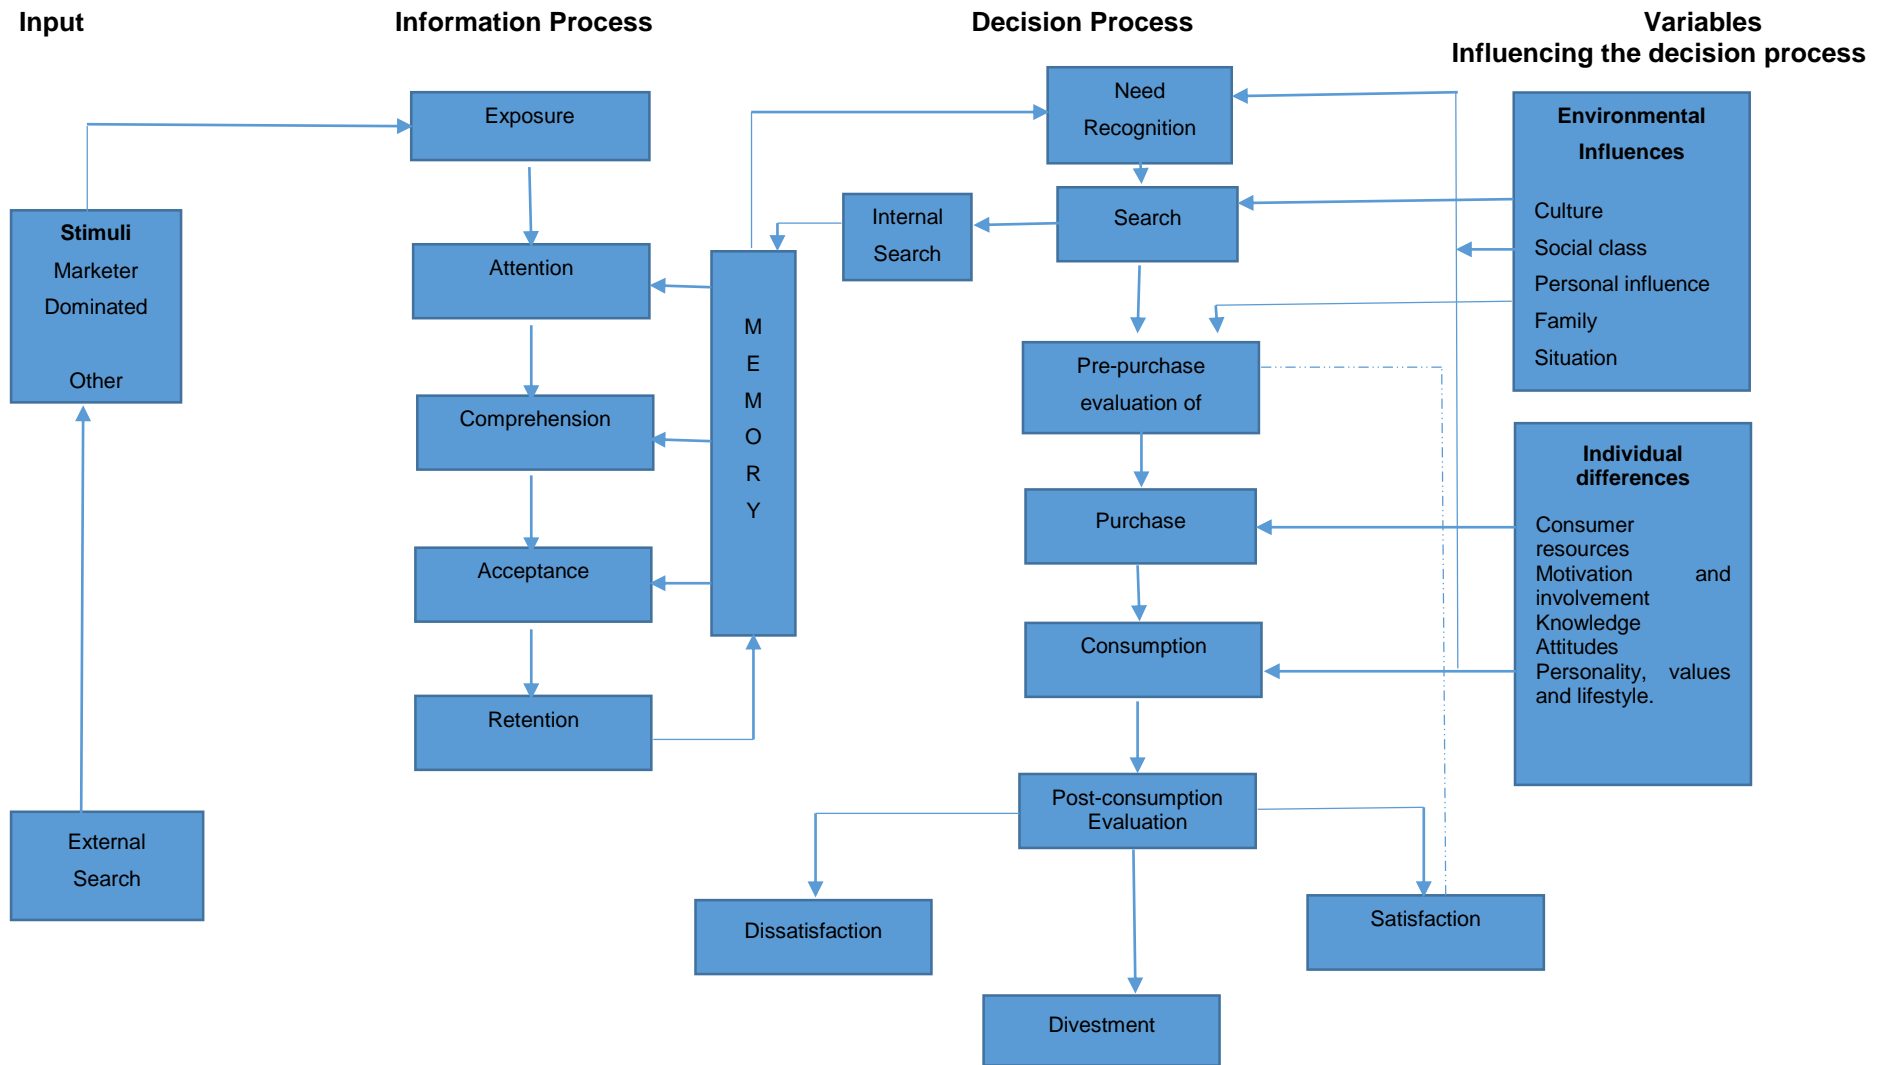 Input
Information Process
Decision Process
Variables
Influencing the decision process
Stimuli
Marketer
Dominated
Other
External
Search
Exposure
Attention
Comprehension
Acceptance
Retention
M
E
M
O
R
Y
Internal
Search
Need
Recognition
Search
Pre-purchase
evaluation of
Purchase
Consumption
Post-consumption
Evaluation
Dissatisfaction
Satisfaction
Divestment
Environmental
Influences
Culture
Social class
Personal influence
Family
Situation
Individual
differences
Consumer
resources
Motivation and
involvement
Knowledge
Attitudes
Personality, values
and lifestyle.